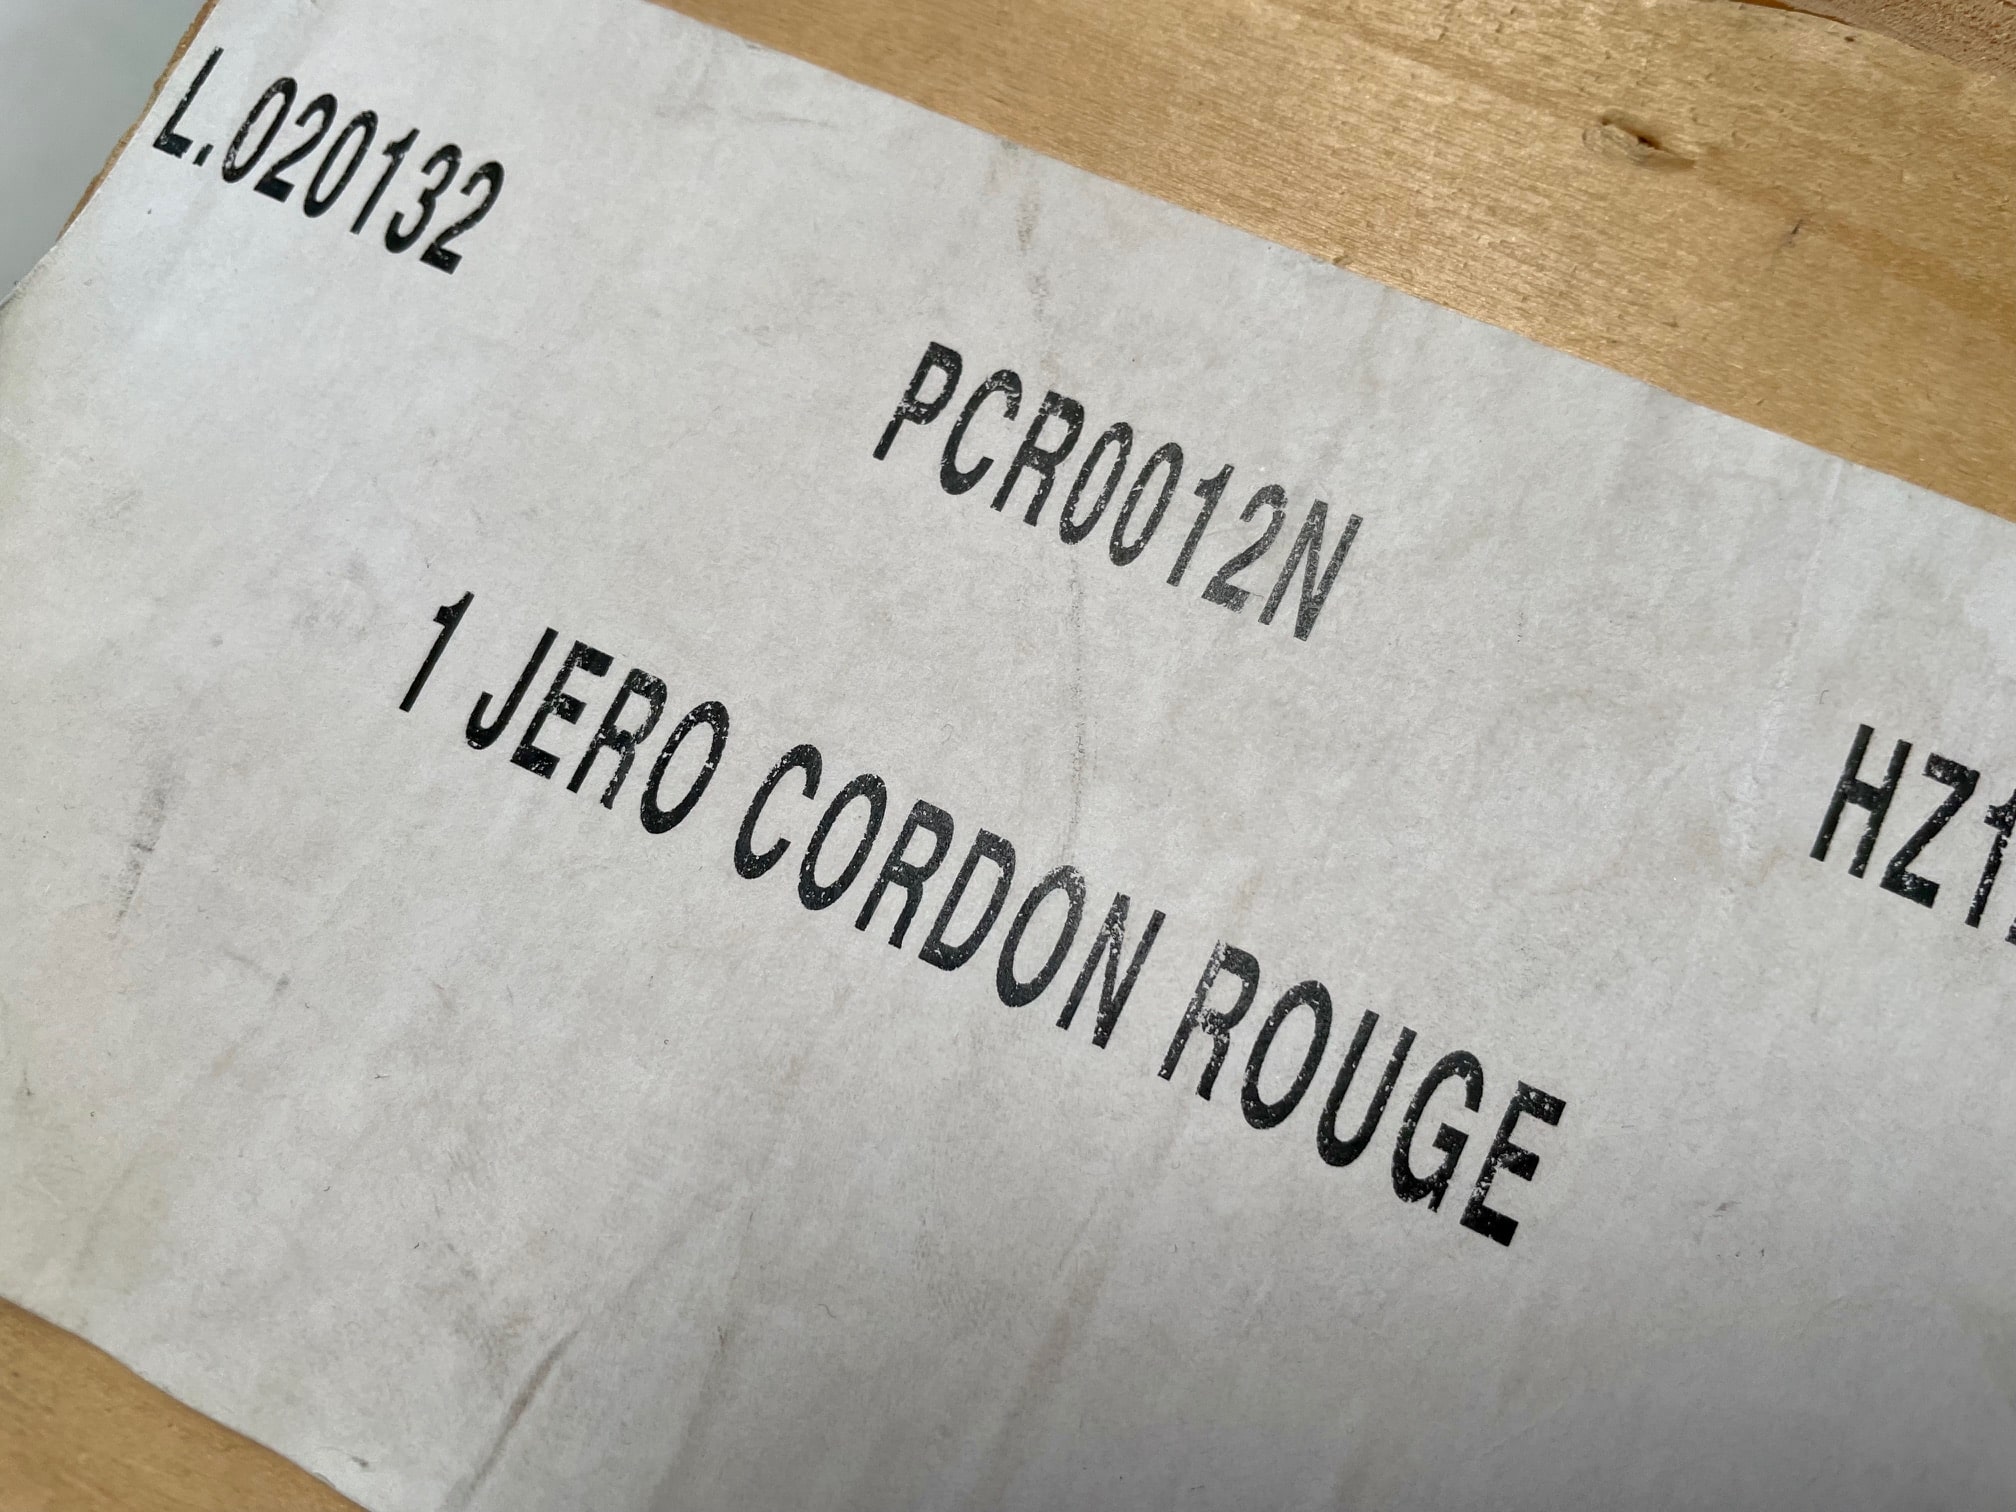 L.020132
PCR0012N
1 JERO CORDON ROUGE